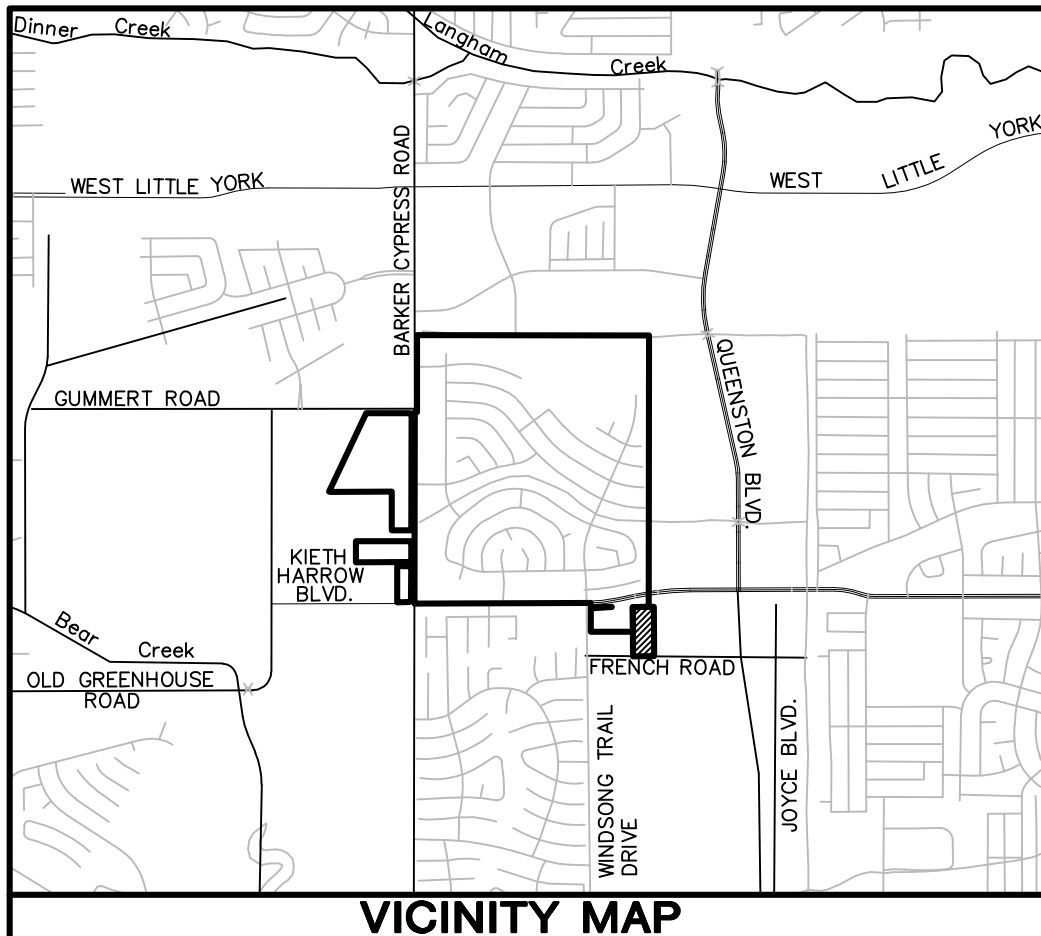 Dinner Creek
Langham
Creek
YORK
WEST LITTLE YORK
WEST LITTLE
BARKER CYPRESS ROAD
QUEENSTON BLVD.
GUMMERT ROAD
KIETH
HARROW
BLVD.
Bear
Creek
FRENCH ROAD
OLD GREENHOUSE
ROAD
WINDSONG TRAIL
DRIVE
JOYCE BLVD.
VICINITY MAP